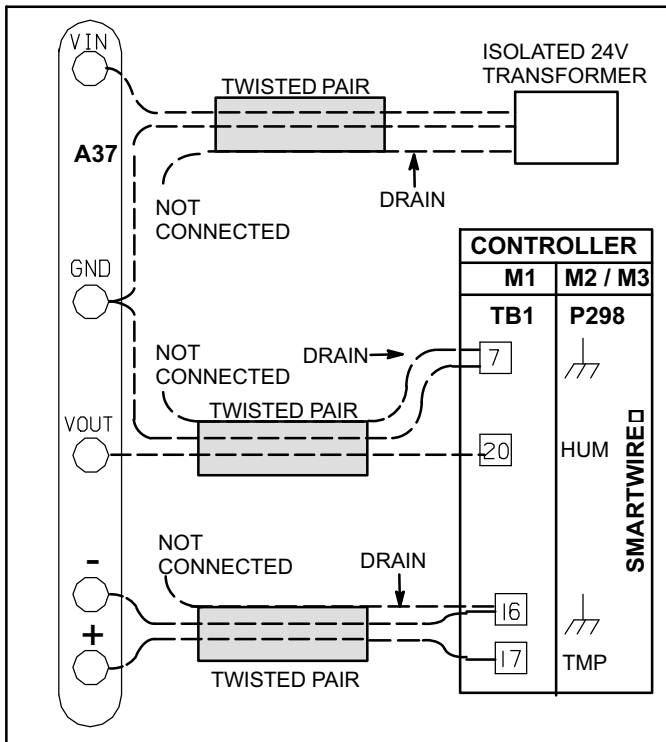 VIN
ISOLATED 24V
TRANSFORMER
TWISTED PAIR
A37
DRAIN
NOT
CONNECTED
CONTROLLER
M1 M2 / M3
GND
TB1 P298
NOT
CONNECTED
DRAIN
7
TWISTED PAIR
VOUT
20 HUM
SMARTWIRE□
NOT
CONNECTED
DRAIN
-
16
+
17 TMP
TWISTED PAIR